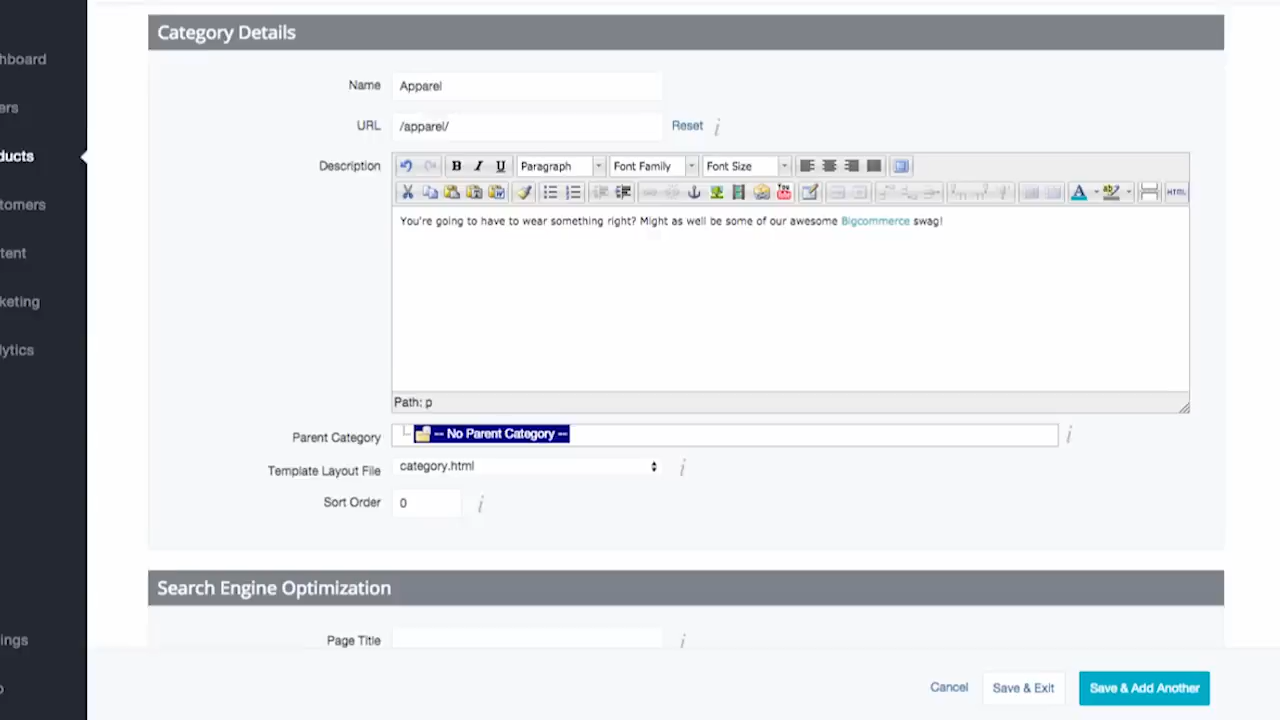 Category Details
hboard
ers
ducts
tomers
tent
keting
lytics
ings
Name
Apparel
URL
/apparel/
Reset
i
Description
B I U Paragraph Font Family Font Size
HTML
You're going to have to wear something right? Might as well be some of our awesome Bigcommerce swag!
Path: p
Parent Category
-- No Parent Category --
i
Template Layout File
category.html
i
Sort Order
0
i
Search Engine Optimization
Page Title
i
Cancel
Save & Exit
Save & Add Another